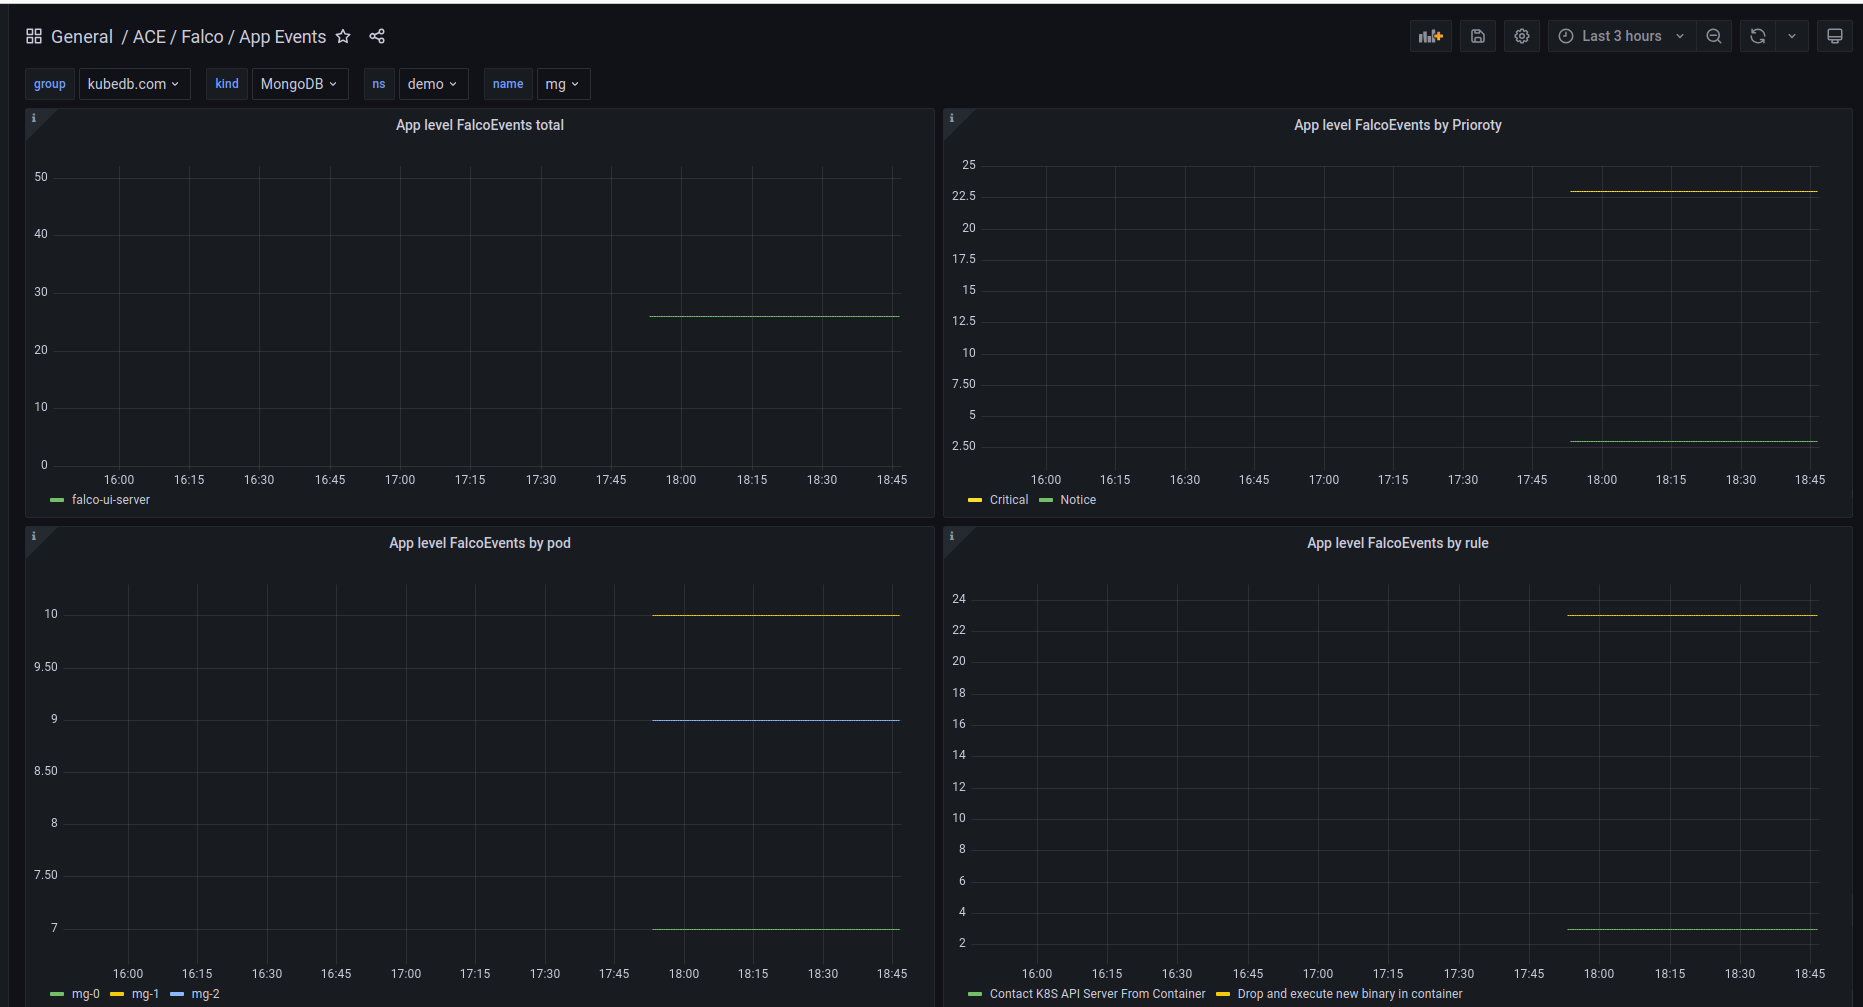 General / ACE / Falco / App Events
Last 3 hours
group kubedb.com kind MongoDB ns demo name mg
App level FalcoEvents total
50
40
30
20
10
0
16:00 16:15 16:30 16:45 17:00 17:15 17:30 17:45 18:00 18:15 18:30 18:45
falco-ui-server
App level FalcoEvents by Prioroty
25
22.5
20
17.5
15
12.5
10
7.50
5
2.50
16:00 16:15 16:30 16:45 17:00 17:15 17:30 17:45 18:00 18:15 18:30 18:45
Critical Notice
App level FalcoEvents by pod
10
9.50
9
8.50
8
7.50
7
16:00 16:15 16:30 16:45 17:00 17:15 17:30 17:45 18:00 18:15 18:30 18:45
mg-0 mg-1 mg-2
App level FalcoEvents by rule
24
22
20
18
16
14
12
10
8
6
4
2
16:00 16:15 16:30 16:45 17:00 17:15 17:30 17:45 18:00 18:15 18:30 18:45
Contact K8S API Server From Container Drop and execute new binary in container